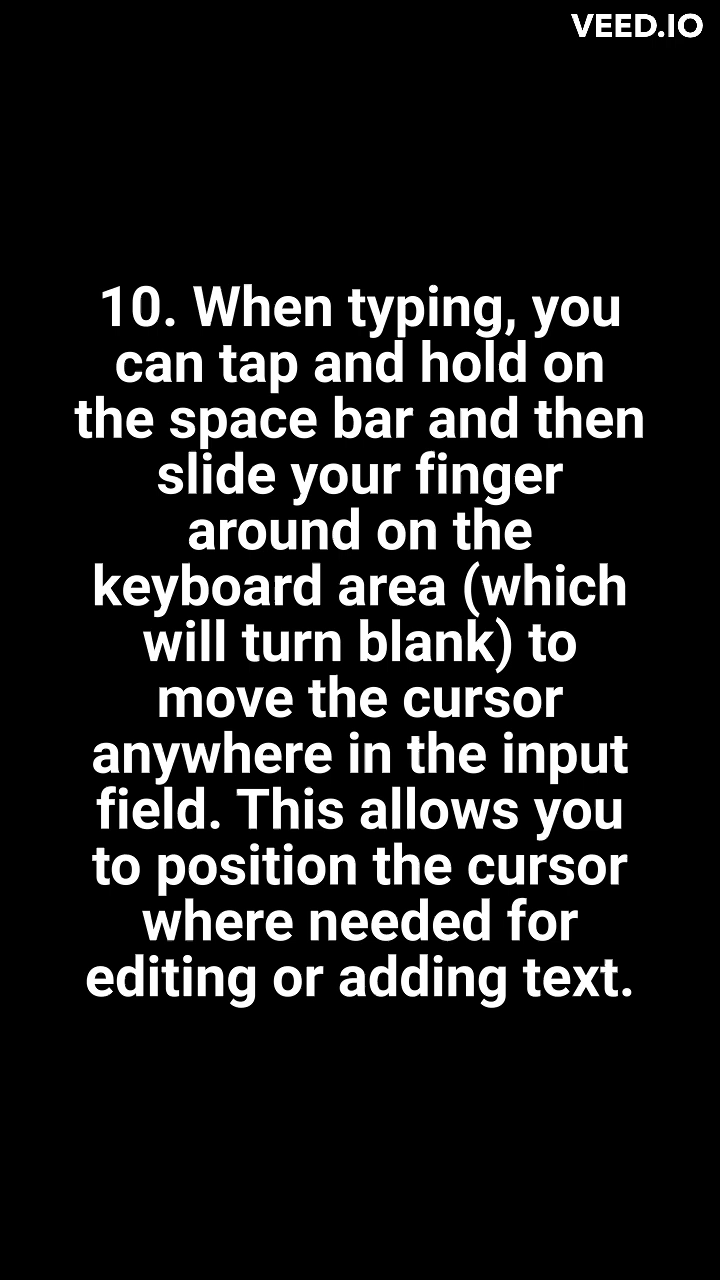 VEED.IO
10. When typing, you
can tap and hold on
the space bar and then
slide your finger
around on the
keyboard area (which
will turn blank) to
move the cursor
anywhere in the input
field. This allows you
to position the cursor
where needed for
editing or adding text.